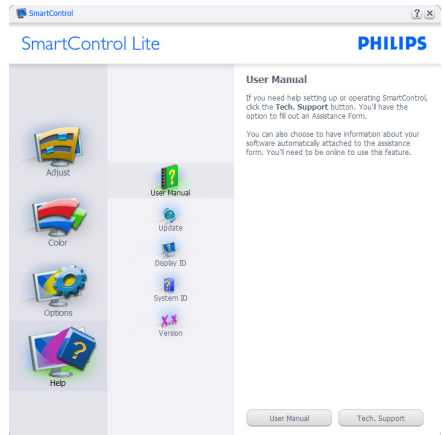 SmartControl
SmartControl Lite
PHILIPS
Adjust
Color
Options
Help
User Manual
Update
Display ID
System ID
X.X
Version
User Manual
If you need help setting up or operating SmartControl,
click the Tech. Support button. You'll have the
option to fill out an Assistance Form.
You can also choose to have information about your
software automatically attached to the assistance
form. You'll need to be online to use this feature.
User Manual
Tech. Support